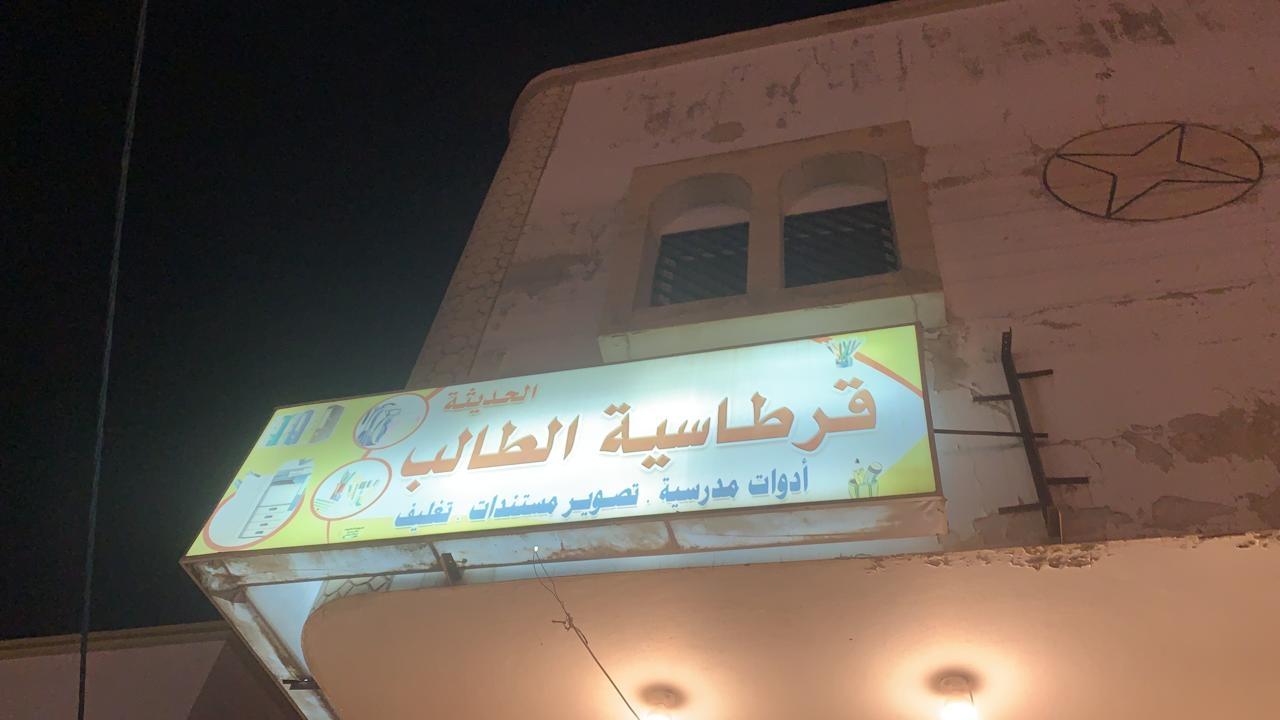 قرطاسية الطالب الحديثة
أدوات مدرسية . تصوير مستندات . تغليف